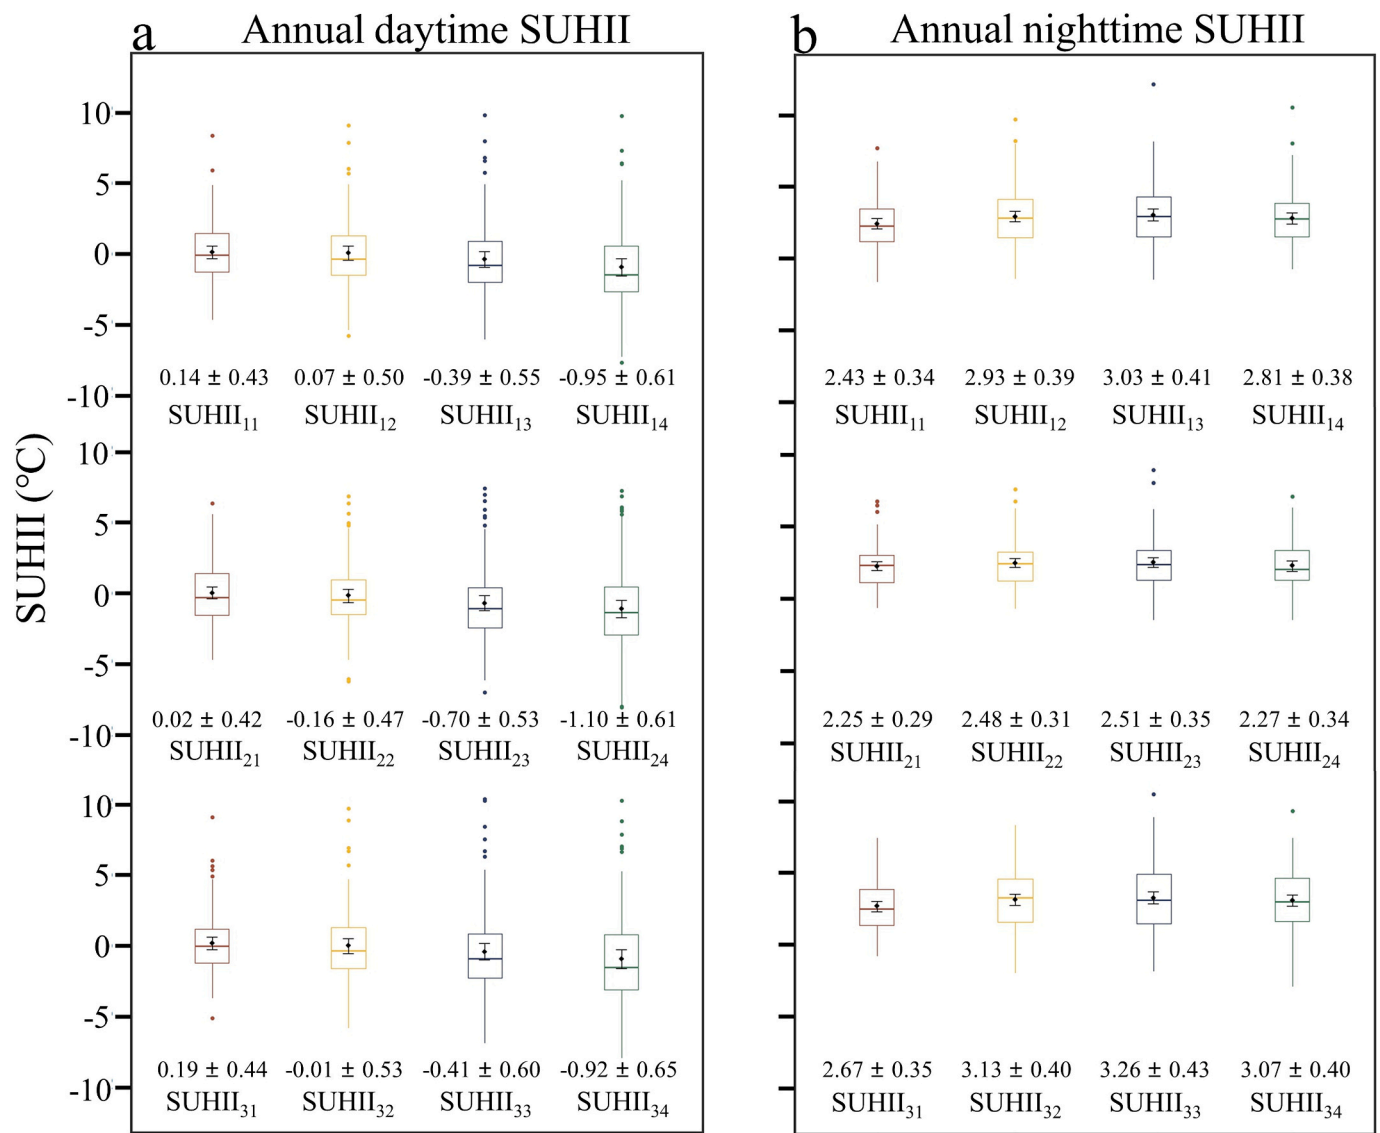 a Annual daytime SUHII
b Annual nighttime SUHII
SUHII (°C)
10
5
0
-5
-10
0.14 ± 0.43 0.07 ± 0.50 -0.39 ± 0.55 -0.95 ± 0.61
SUHII₁₁ SUHII₁₂ SUHII₁₃ SUHII₁₄
10
5
0
-5
-10
0.02 ± 0.42 -0.16 ± 0.47 -0.70 ± 0.53 -1.10 ± 0.61
SUHII₂₁ SUHII₂₂ SUHII₂₃ SUHII₂₄
10
5
0
-5
-10
0.19 ± 0.44 -0.01 ± 0.53 -0.41 ± 0.60 -0.92 ± 0.65
SUHII₃₁ SUHII₃₂ SUHII₃₃ SUHII₃₄
2.43 ± 0.34 2.93 ± 0.39 3.03 ± 0.41 2.81 ± 0.38
SUHII₁₁ SUHII₁₂ SUHII₁₃ SUHII₁₄
2.25 ± 0.29 2.48 ± 0.31 2.51 ± 0.35 2.27 ± 0.34
SUHII₂₁ SUHII₂₂ SUHII₂₃ SUHII₂₄
2.67 ± 0.35 3.13 ± 0.40 3.26 ± 0.43 3.07 ± 0.40
SUHII₃₁ SUHII₃₂ SUHII₃₃ SUHII₃₄